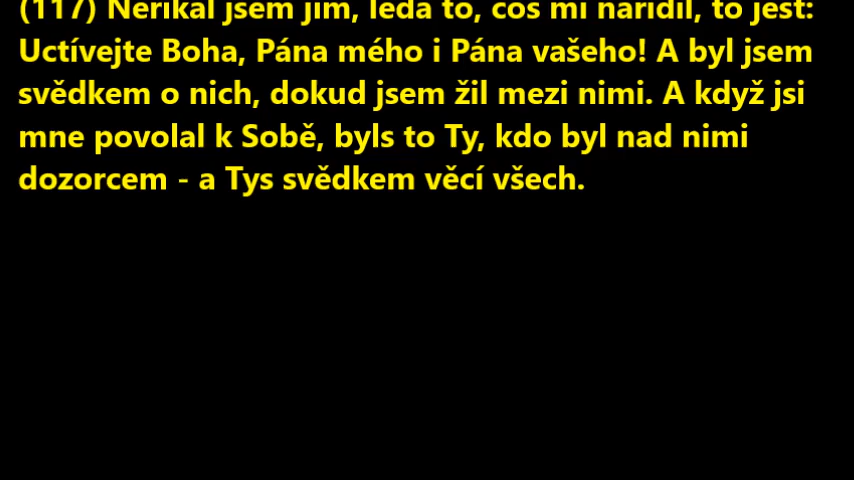 (117) Neříkal jsem jim, leda to, cos mi nařídil, to jest:
Uctívejte Boha, Pána mého i Pána vašeho! A byl jsem
svědkem o nich, dokud jsem žil mezi nimi. A když jsi
mne povolal k Sobě, byls to Ty, kdo byl nad nimi
dozorcem - a Tys svědkem věcí všech.